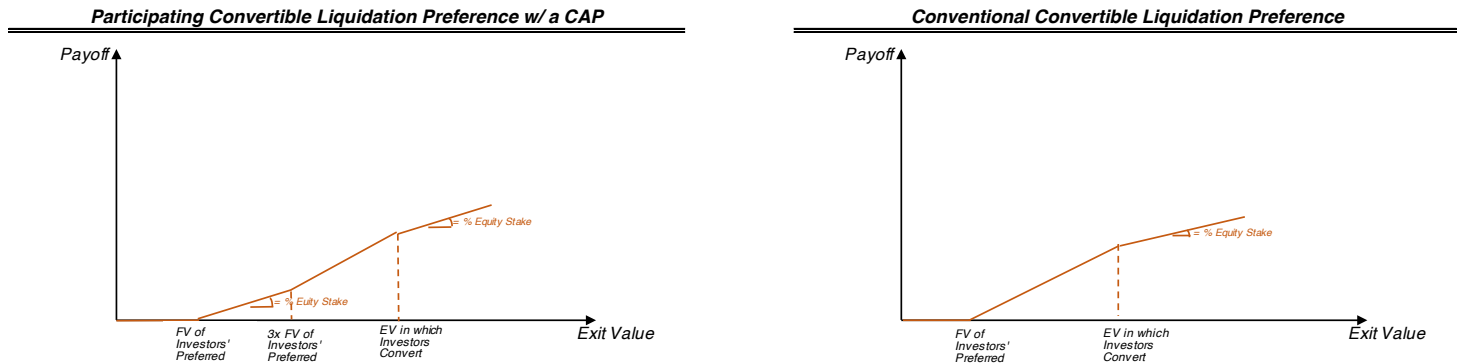 Participating Convertible Liquidation Preference w/ a CAP
Payoff
= % Equity Stake
= % Euity Stake
Exit Value
FV of
Investors'
Preferred
3x FV of
Investors'
Preferred
EV in which
Investors
Convert
Conventional Convertible Liquidation Preference
Payoff
= % Equity Stake
Exit Value
FV of
Investors'
Preferred
EV in which
Investors
Convert